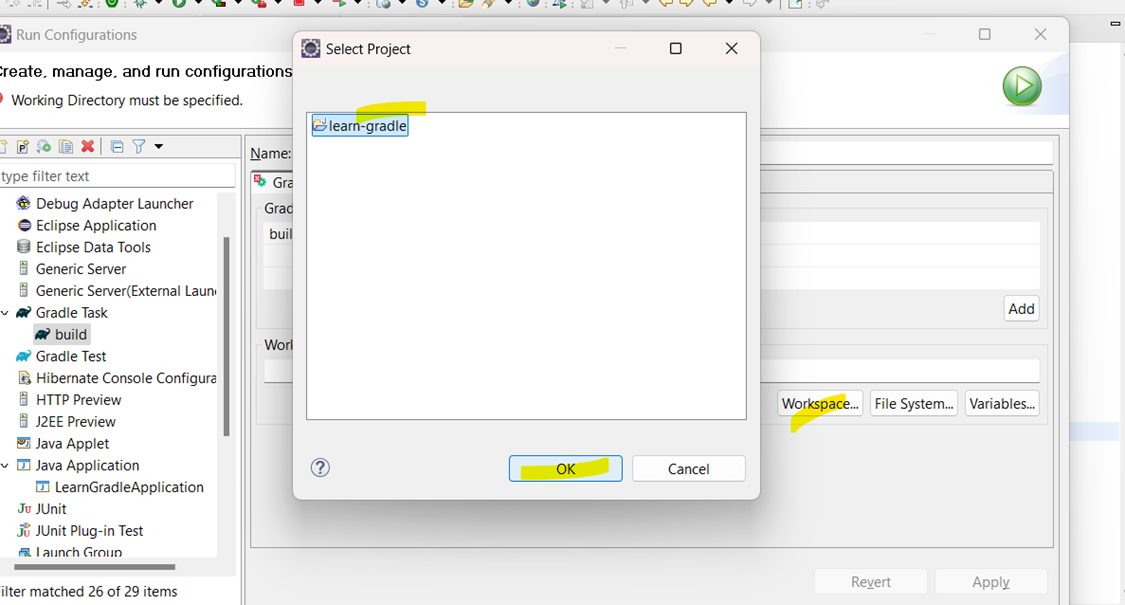 Run Configurations
Create, manage, and run configurations
Working Directory must be specified.
Select Project
learn-gradle
OK
Cancel
type filter text
Debug Adapter Launcher
Eclipse Application
Eclipse Data Tools
Generic Server
Generic Server(External Laun
Gradle Task
build
Gradle Test
Hibernate Console Configura
HTTP Preview
J2EE Preview
Java Applet
Java Application
LearnGradleApplication
JUnit
JUnit Plug-in Test
Launch Group
ilter matched 26 of 29 items
Name:
Gra
Grad
buil
Add
Work
Workspace...
File System...
Variables...
Revert
Apply